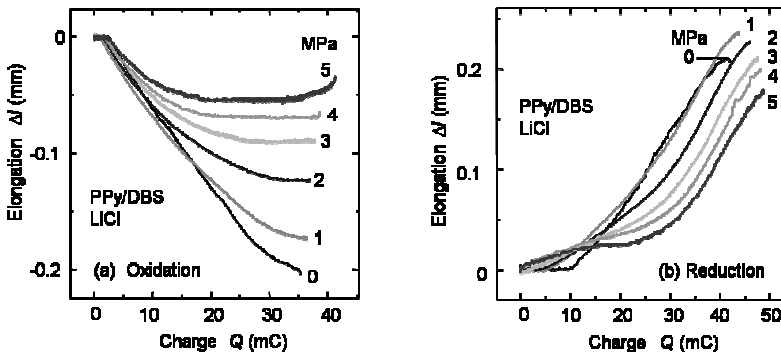 0
-0.1
-0.2
Elongation Δl (mm)
MPa
5
4
3
2
1
0
PPy/DBS
LiCl
(a) Oxidation
0 10 20 30 40
Charge Q (mC)
0.2
0.1
0
Elongation Δl (mm)
MPa
0
1
2
3
4
5
PPy/DBS
LiCl
(b) Reduction
0 10 20 30 40 50
Charge Q (mC)